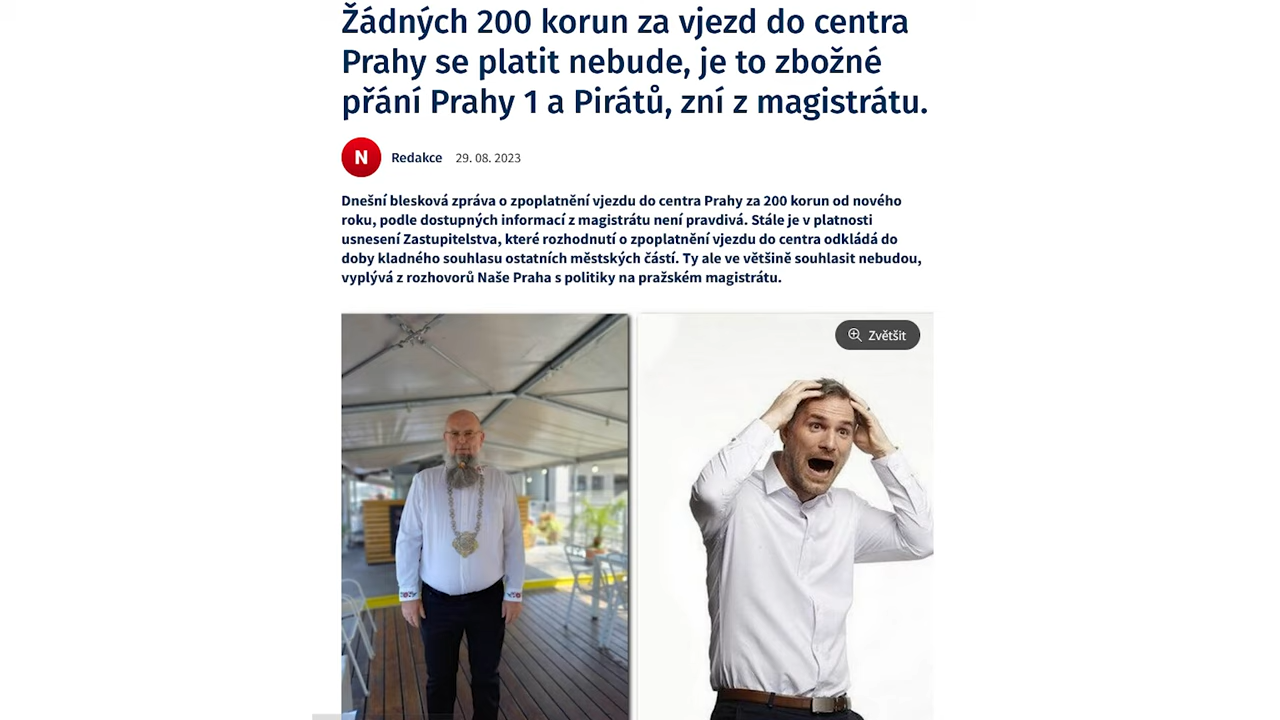 Žádných 200 korun za vjezd do centra
Prahy se platit nebude, je to zbožné
přání Prahy 1 a Pirátů, zní z magistrátu.
N Redakce 29. 08. 2023
Dnešní blesková zpráva o zpoplatnění vjezdu do centra Prahy za 200 korun od nového
roku, podle dostupných informací z magistrátu není pravdivá. Stále je v platnosti
usnesení Zastupitelstva, které rozhodnutí o zpoplatnění vjezdu do centra odkládá do
doby kladného souhlasu ostatních městských částí. Ty ale ve většině souhlasit nebudou,
vyplývá z rozhovorů Naše Praha s politiky na pražském magistrátu.
Zvětšit